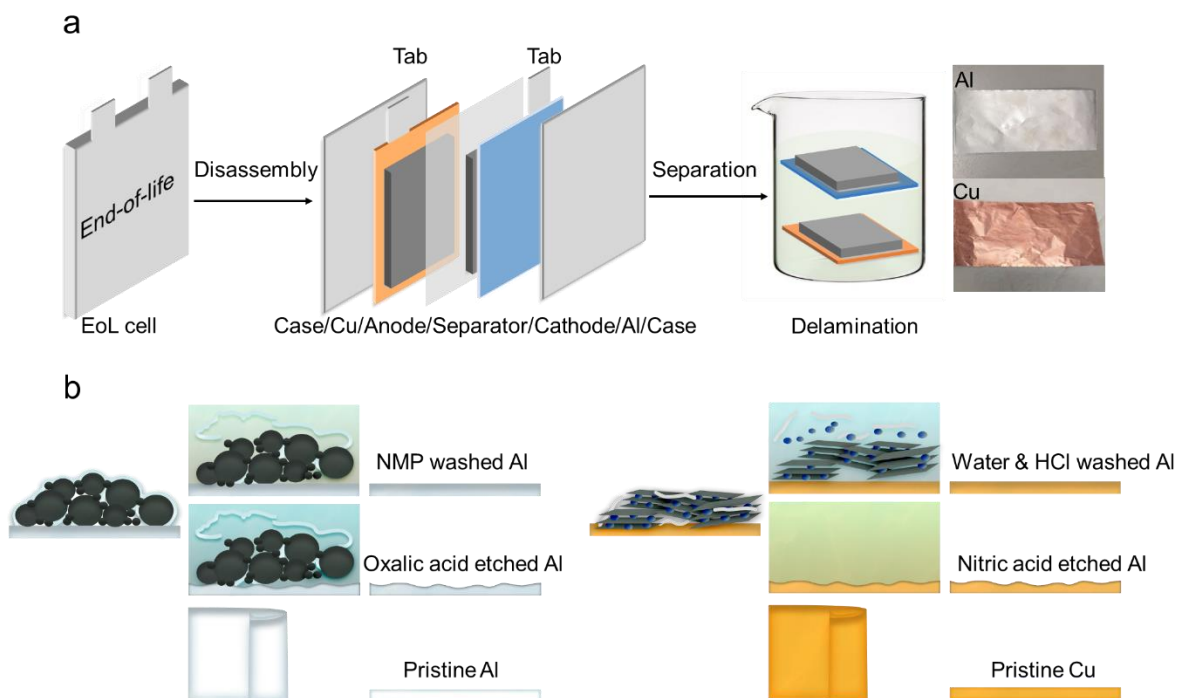 a
Tab
Tab
End-of-life
Disassembly
Separation
Al
Cu
EoL cell
Case/Cu/Anode/Separator/Cathode/Al/Case
Delamination
b
NMP washed Al
Water & HCl washed Al
Oxalic acid etched Al
Nitric acid etched Al
Pristine Al
Pristine Cu